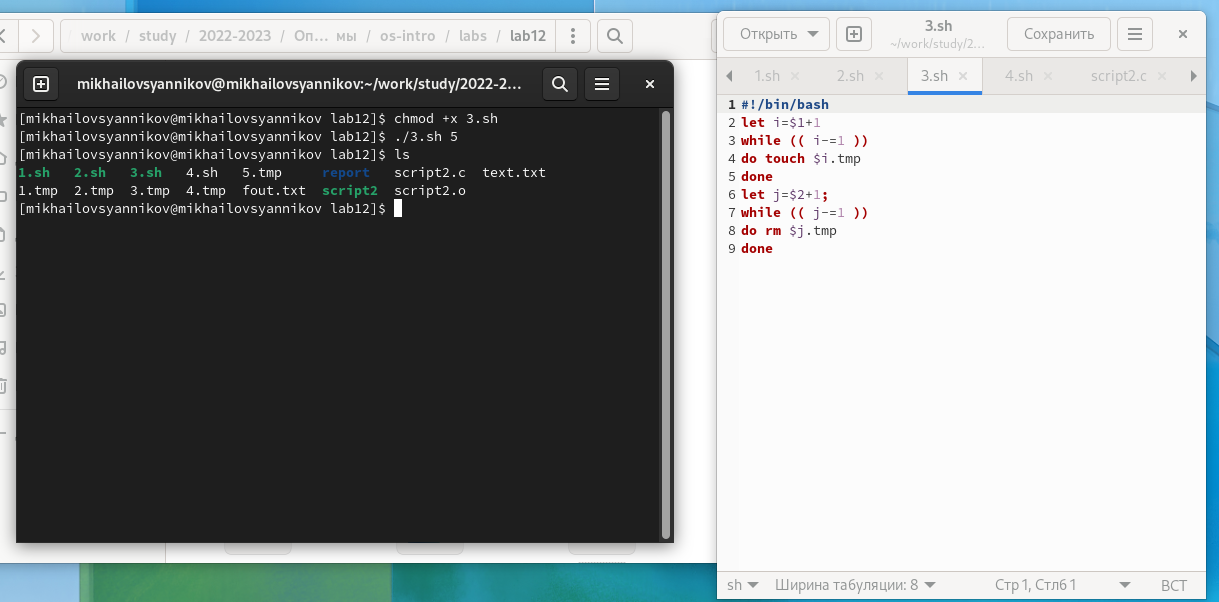 work / study / 2022-2023 / Оп… мы / os-intro / labs / lab12
mikhailovsyannikov@mikhailovsyannikov:~/work/study/2022-2…
[mikhailovsyannikov@mikhailovsyannikov lab12]$ chmod +x 3.sh
[mikhailovsyannikov@mikhailovsyannikov lab12]$ ./3.sh 5
[mikhailovsyannikov@mikhailovsyannikov lab12]$ ls
1.sh 2.sh 3.sh 4.sh 5.tmp report script2.c text.txt
1.tmp 2.tmp 3.tmp 4.tmp fout.txt script2 script2.o
[mikhailovsyannikov@mikhailovsyannikov lab12]$
Открыть
3.sh
~/work/study/2…
Сохранить
1.sh 2.sh 3.sh 4.sh script2.c
1 #!/bin/bash
2 let i=$1+1
3 while (( i-=1 ))
4 do touch $i.tmp
5 done
6 let j=$2+1;
7 while (( j-=1 ))
8 do rm $j.tmp
9 done
sh Ширина табуляции: 8 Стр 1, Стлб 1 ВСТ